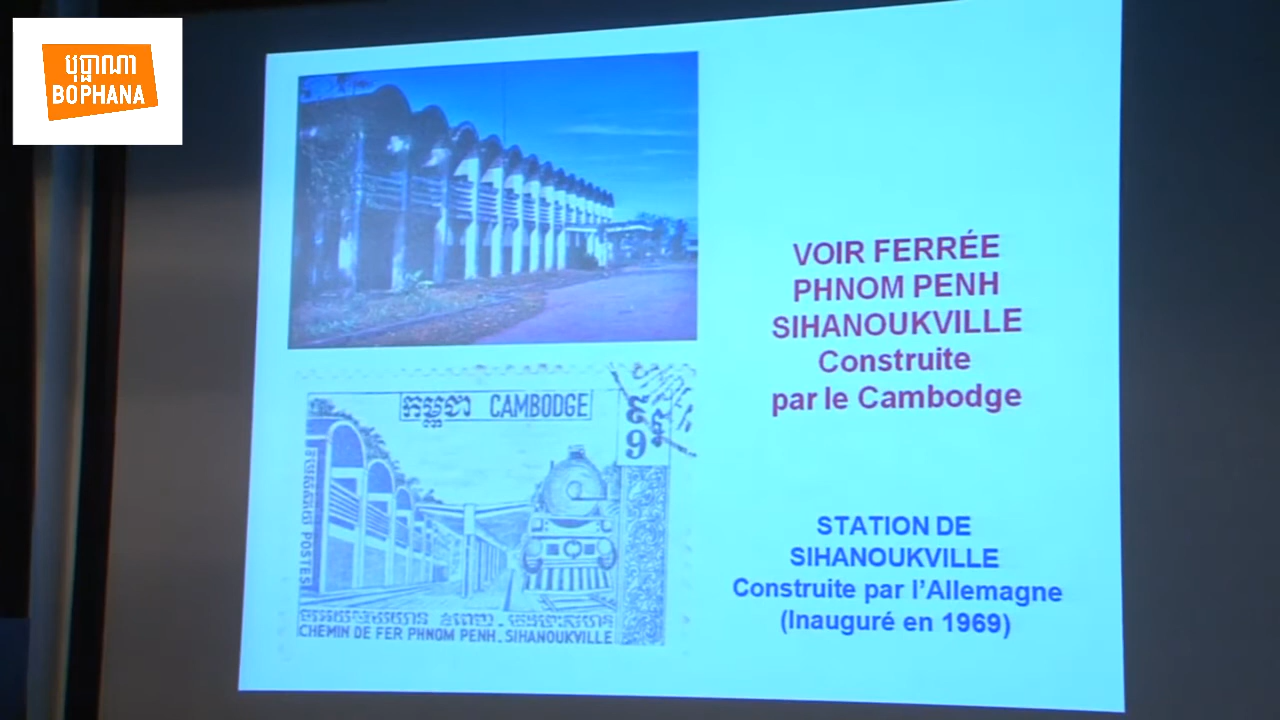 បុប្ផាណា
BOPHANA
VOIR FERRÉE
PHNOM PENH
SIHANOUKVILLE
Construite
par le Cambodge
កម្ពុជា CAMBODGE
៩
9
POSTES
CHEMIN DE FER PHNOM PENH. SIHANOUKVILLE
STATION DE
SIHANOUKVILLE
Construite par l’Allemagne
(Inauguré en 1969)